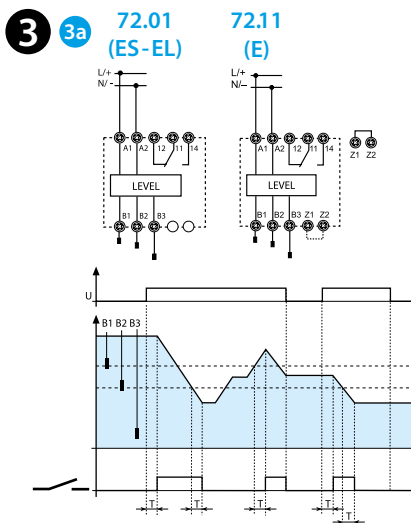 3 3a 72.01 72.11
(ES-EL) (E)
L/+ L/+
N/- N/–
A1 A2 12 11 14 A1 A2 12 11 14
Z1 Z2
LEVEL LEVEL
B1 B2 B3 B1 B2 B3 Z1 Z2
U
B1 B2 B3
T T T T
T